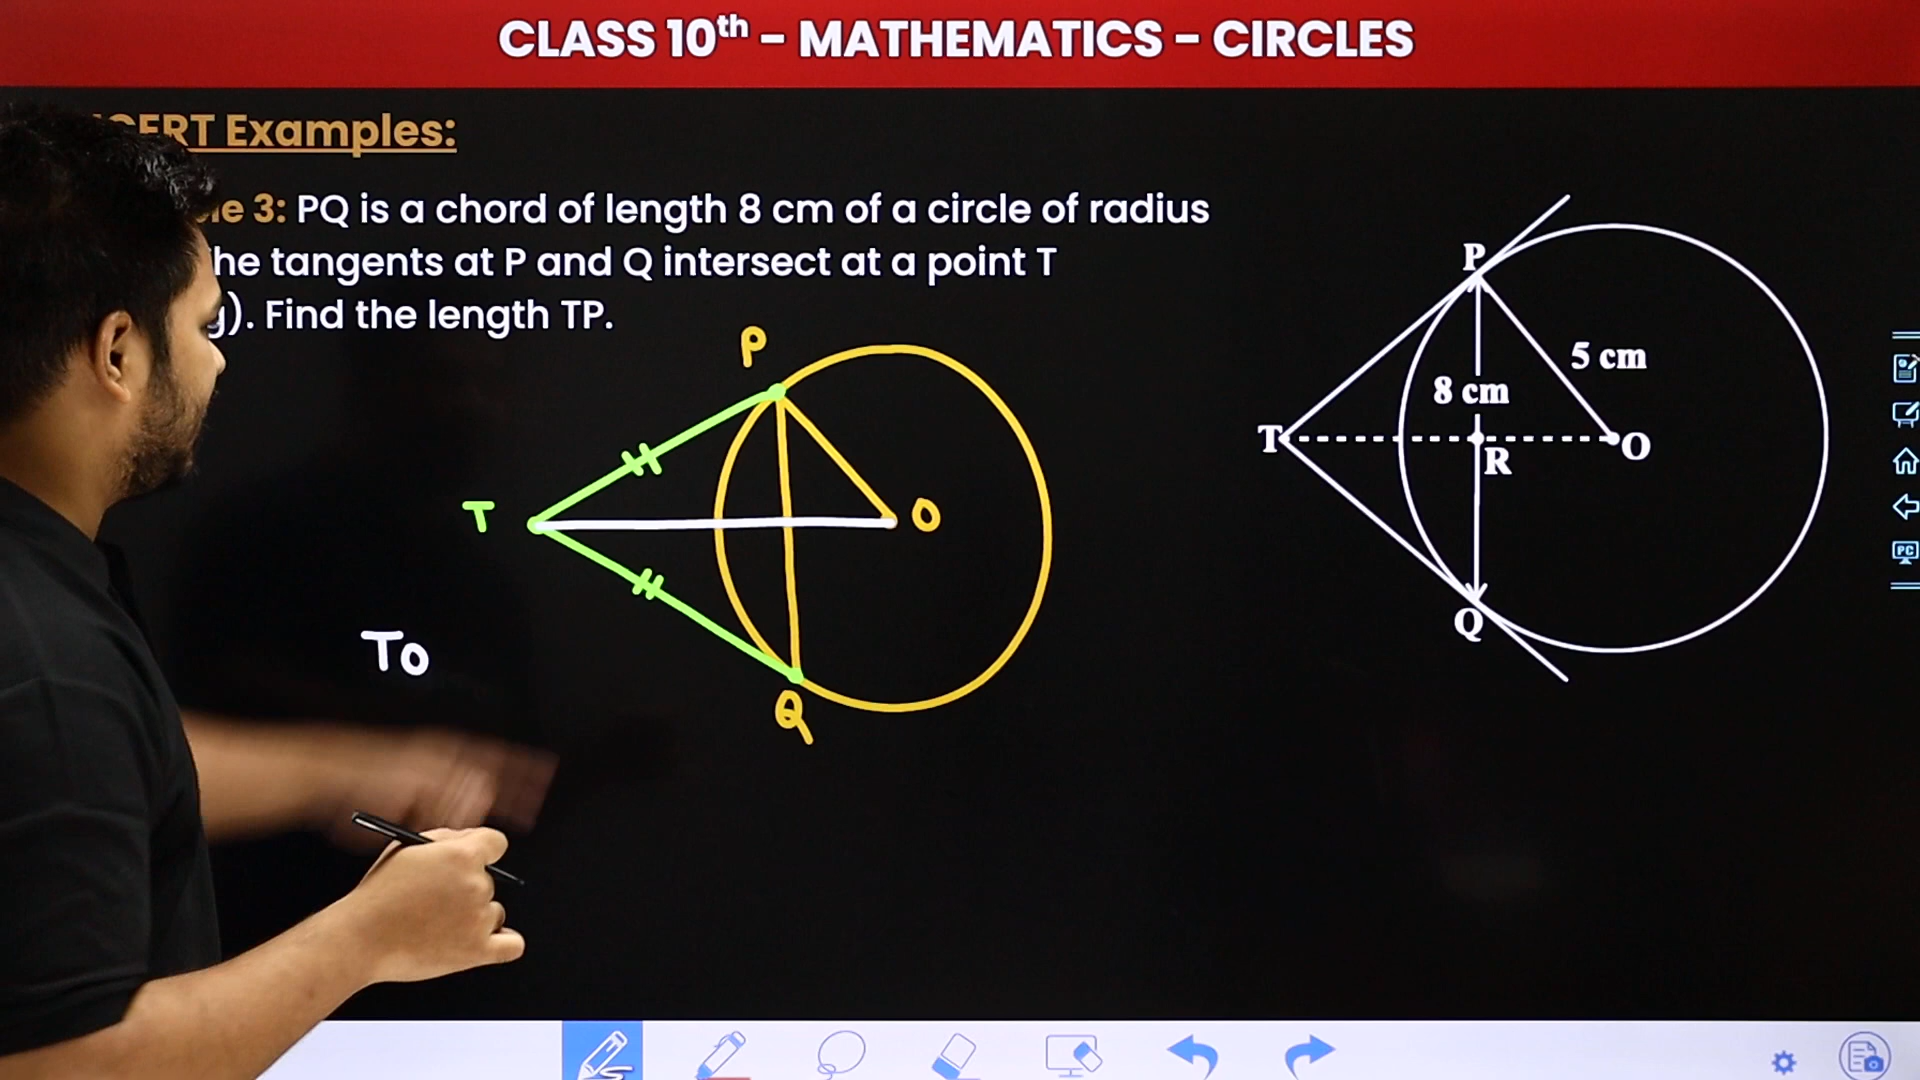 CLASS 10th - MATHEMATICS - CIRCLES
Examples:
3: PQ is a chord of length 8 cm of a circle of radius
he tangents at P and Q intersect at a point T
g). Find the length TP.
P
T
O
Q
TO
P
5 cm
8 cm
T
R
O
Q
PC